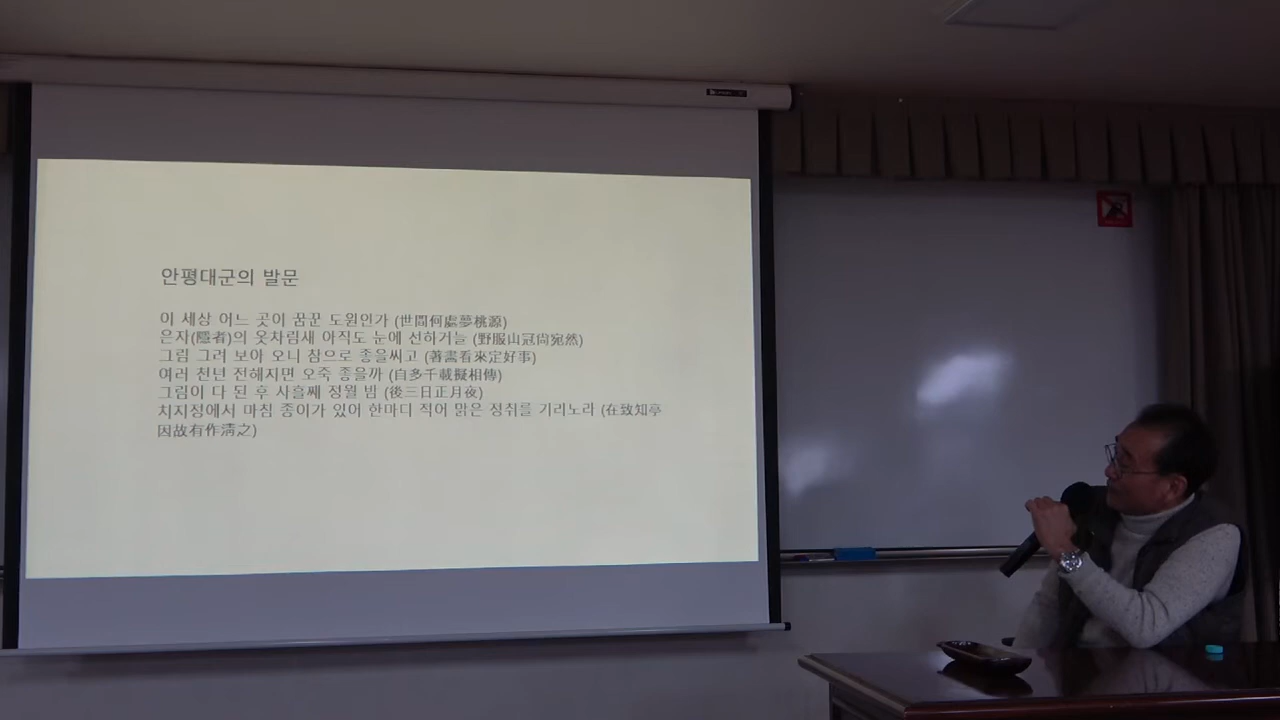 안평대군의 발문
이 세상 어느 곳이 꿈꾼 도원인가 (世間何處夢桃源)
은자(隱者)의 옷차림새 아직도 눈에 선하거늘 (野服山冠尙宛然)
그림 그려 보아 오니 참으로 좋을씨고 (著畵看來定好事)
여러 천년 전해지면 오죽 좋을까 (自多千載擬相傳)
그림이 다 된 후 사흘째 정월 밤 (後三日正月夜)
치지정에서 마침 종이가 있어 한마디 적어 맑은 정취를 기리노라 (在致知亭
因故有作淸之)